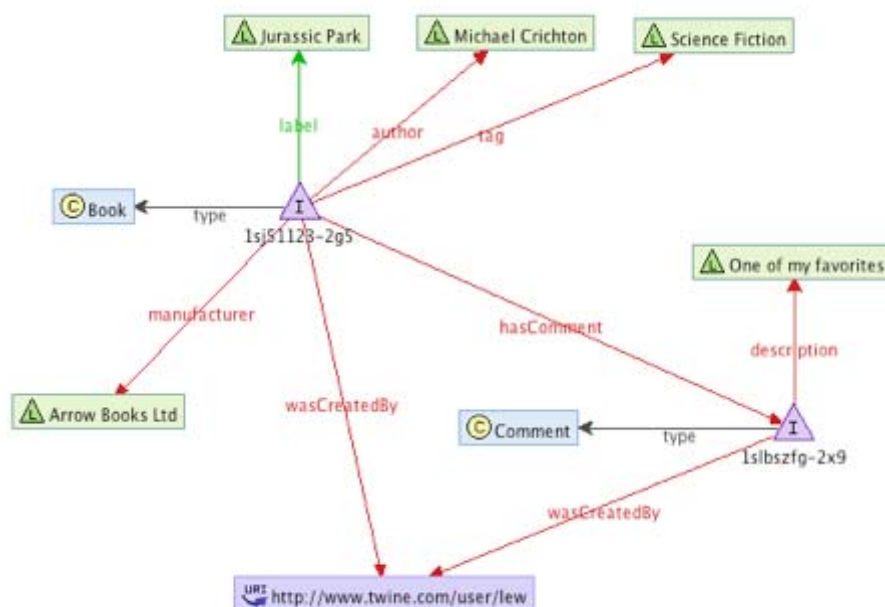 L Jurassic Park
L Michael Crichton
L Science Fiction
label
author
tag
C Book
type
I
1sj51123-2g5
L One of my favorites
manufacturer
hasComment
description
L Arrow Books Ltd
wasCreatedBy
C Comment
type
I
1slbszfg-2x9
wasCreatedBy
URI http://www.twine.com/user/lew